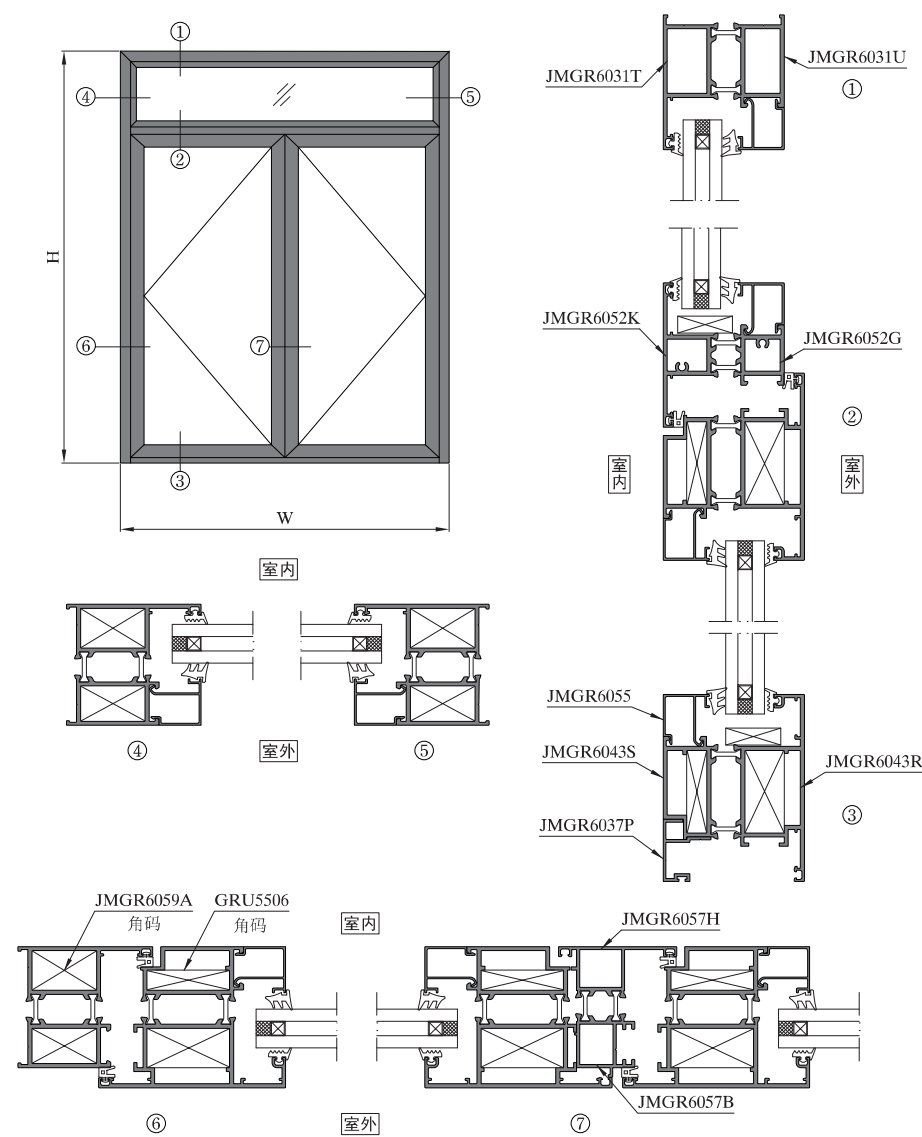 ①
④
⑤
②
H
⑥
⑦
③
W
JMGR6031T
JMGR6031U
①
JMGR6052K
JMGR6052G
②
室内
室外
室内
④
室外
⑤
JMGR6055
JMGR6043S
JMGR6043R
③
JMGR6037P
JMGR6059A
角码
GRU5506
角码
室内
JMGR6057H
JMGR6057B
⑥
室外
⑦